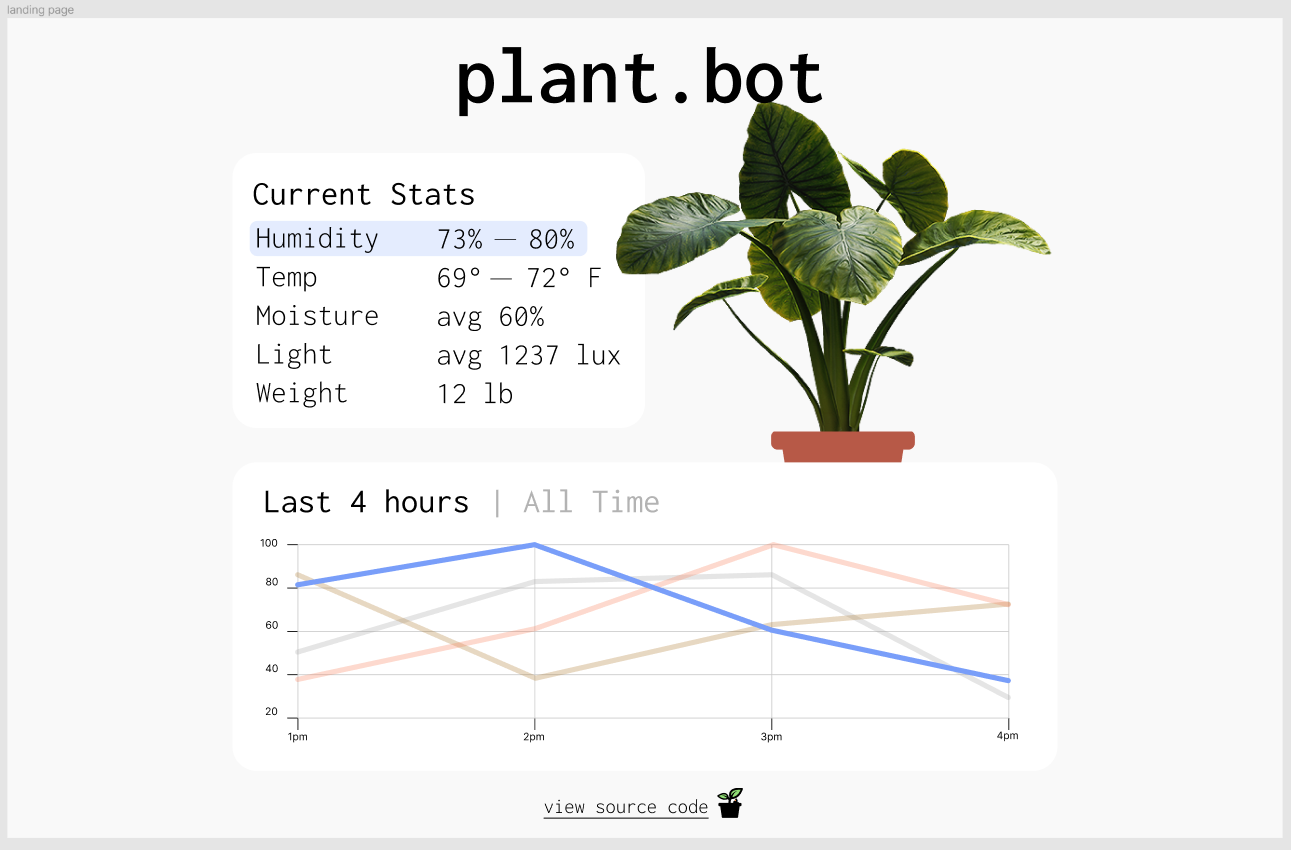 landing page
plant.bot
Current Stats
Humidity 73% — 80%
Temp 69° — 72° F
Moisture avg 60%
Light avg 1237 lux
Weight 12 lb
Last 4 hours | All Time
100
80
60
40
20
1pm 2pm 3pm 4pm
view source code